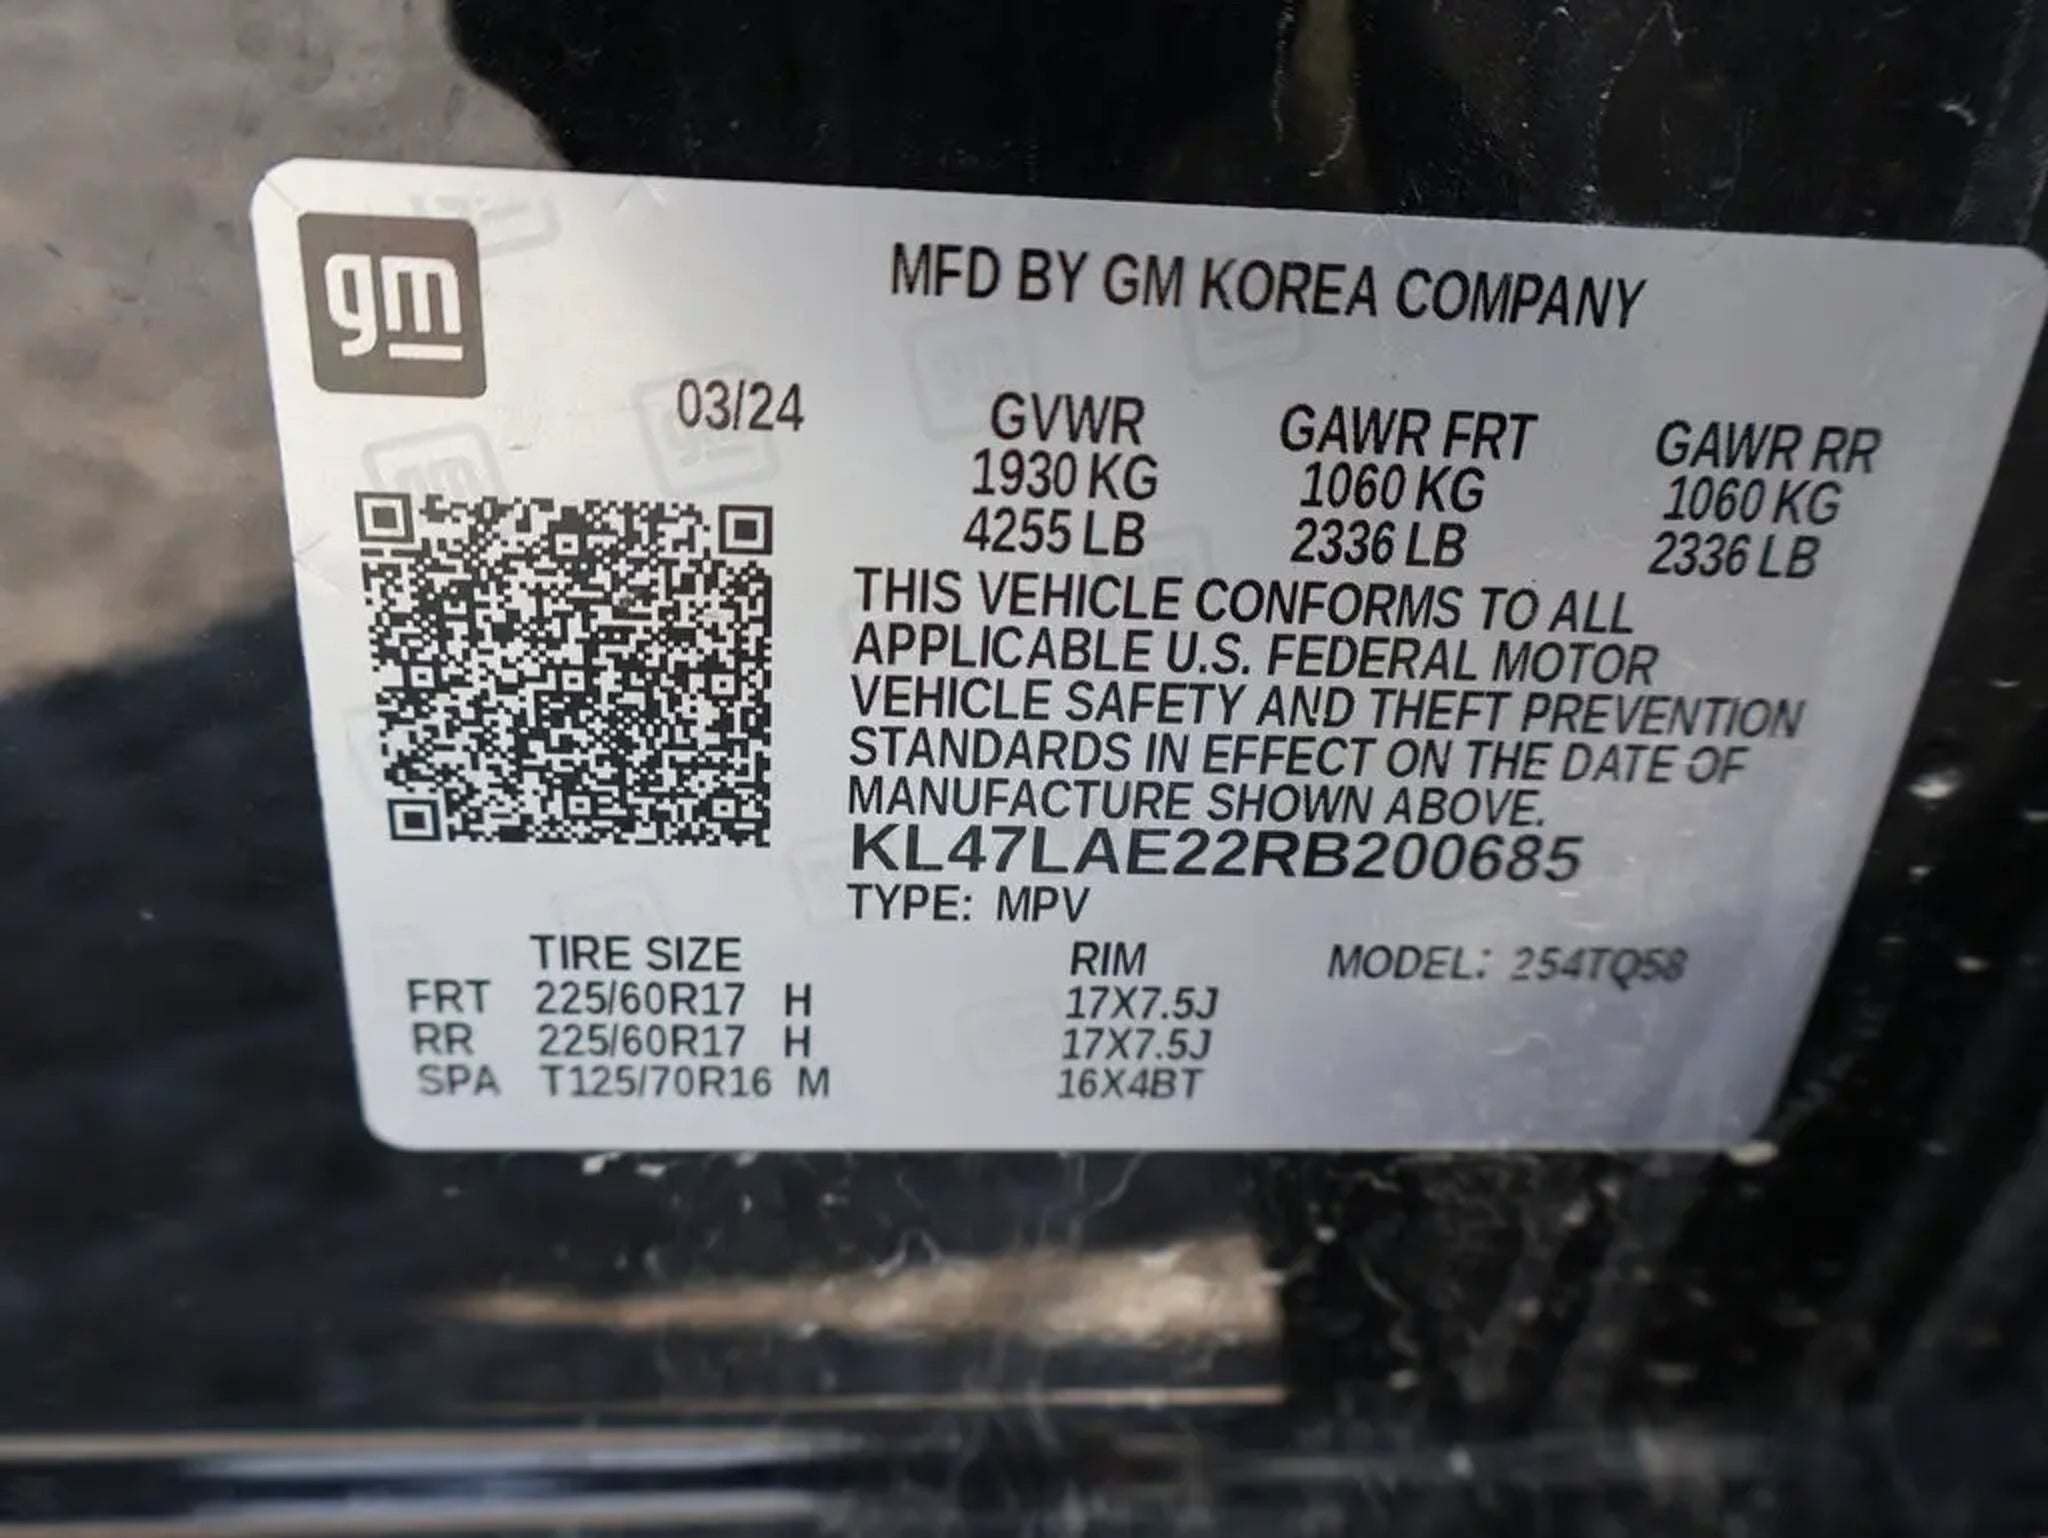 gm
MFD BY GM KOREA COMPANY
03/24
GVWR GAWR FRT GAWR RR
1930 KG 1060 KG 1060 KG
4255 LB 2336 LB 2336 LB
THIS VEHICLE CONFORMS TO ALL
APPLICABLE U.S. FEDERAL MOTOR
VEHICLE SAFETY AND THEFT PREVENTION
STANDARDS IN EFFECT ON THE DATE OF
MANUFACTURE SHOWN ABOVE.
KL47LAE22RB200685
TYPE: MPV
TIRE SIZE RIM MODEL: 254TQ58
FRT 225/60R17 H 17X7.5J
RR 225/60R17 H 17X7.5J
SPA T125/70R16 M 16X4BT